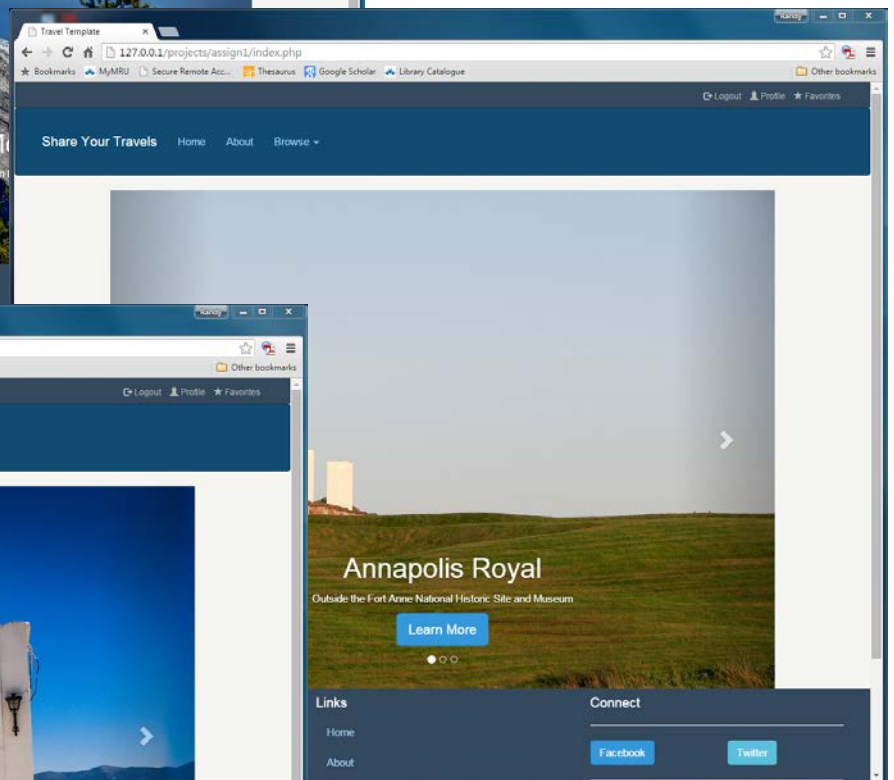 Randy
Travel Template
127.0.0.1/projects/assign1/index.php
Bookmarks MyMRU Secure Remote Acc... Thesaurus Google Scholar Library Catalogue Other bookmarks
Logout Profile Favorites
Share Your Travels Home About Browse
Randy
Other bookmarks
Logout Profile Favorites
Annapolis Royal
Outside the Fort Anne National Historic Site and Museum
Learn More
Links Connect
Home
Facebook Twitter
About